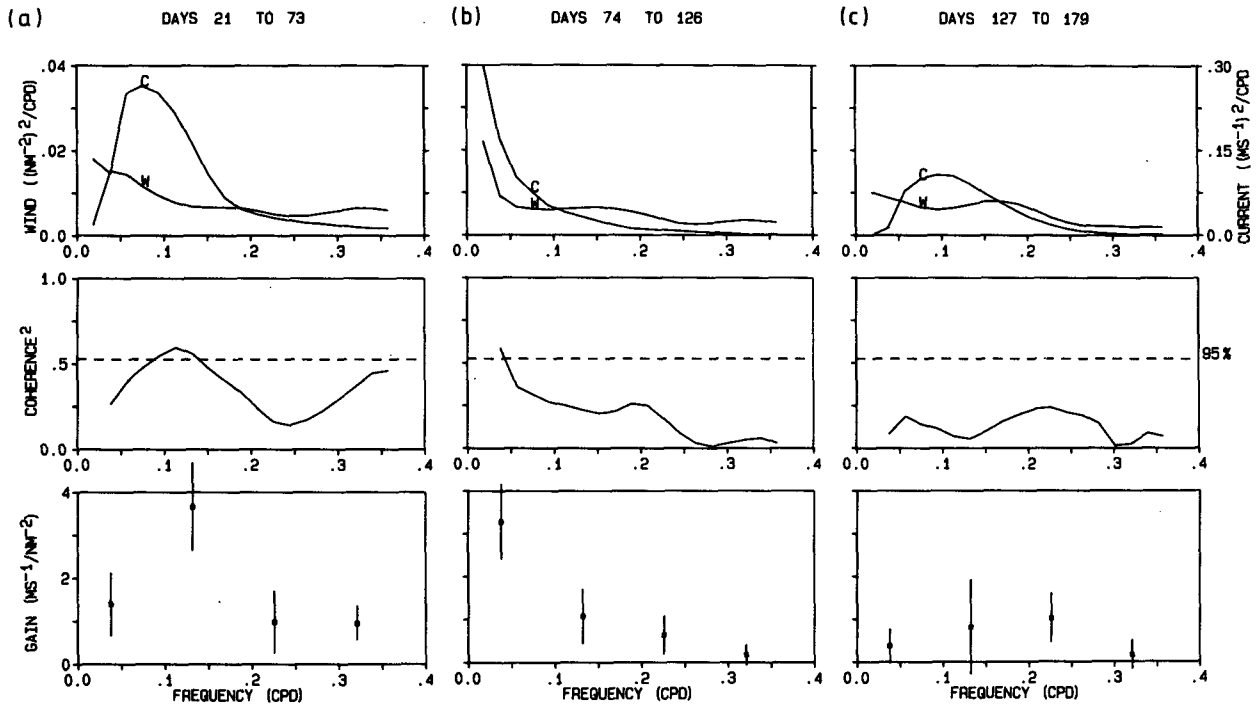 (a) DAYS 21 TO 73
(b) DAYS 74 TO 126
(c) DAYS 127 TO 179
WIND ((NM⁻²)²/CPD)
.04
.02
0.0
C
W
0.0 .1 .2 .3 .4
C
W
0.0 .1 .2 .3 .4
C
W
0.0 .1 .2 .3 .4
.30
.15
0.0
CURRENT ((MS⁻¹)²/CPD
COHERENCE²
1.0
.5
0.0
0.0 .1 .2 .3 .4
0.0 .1 .2 .3 .4
0.0 .1 .2 .3 .4
95%
GAIN (MS⁻¹/NM⁻²)
4
2
0
0.0 .1 .2 .3 .4
FREQUENCY (CPD)
0.0 .1 .2 .3 .4
FREQUENCY (CPD)
0.0 .1 .2 .3 .4
FREQUENCY (CPD)